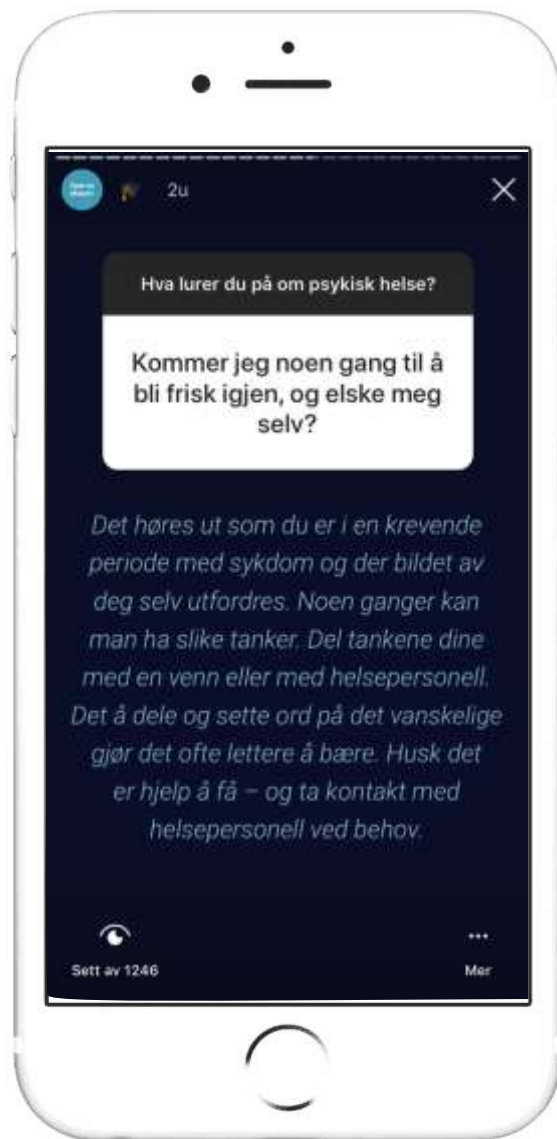 2u
Hva lurer du på om psykisk helse?
Kommer jeg noen gang til å
bli frisk igjen, og elske meg
selv?
Det høres ut som du er i en krevende
periode med sykdom og der bildet av
deg selv utfordres. Noen ganger kan
man ha slike tanker. Del tankene dine
med en venn eller med helsepersonell.
Det å dele og sette ord på det vanskelige
gjør det ofte lettere å bære. Husk det
er hjelp å få – og ta kontakt med
helsepersonell ved behov.
Sett av 1246
Mer